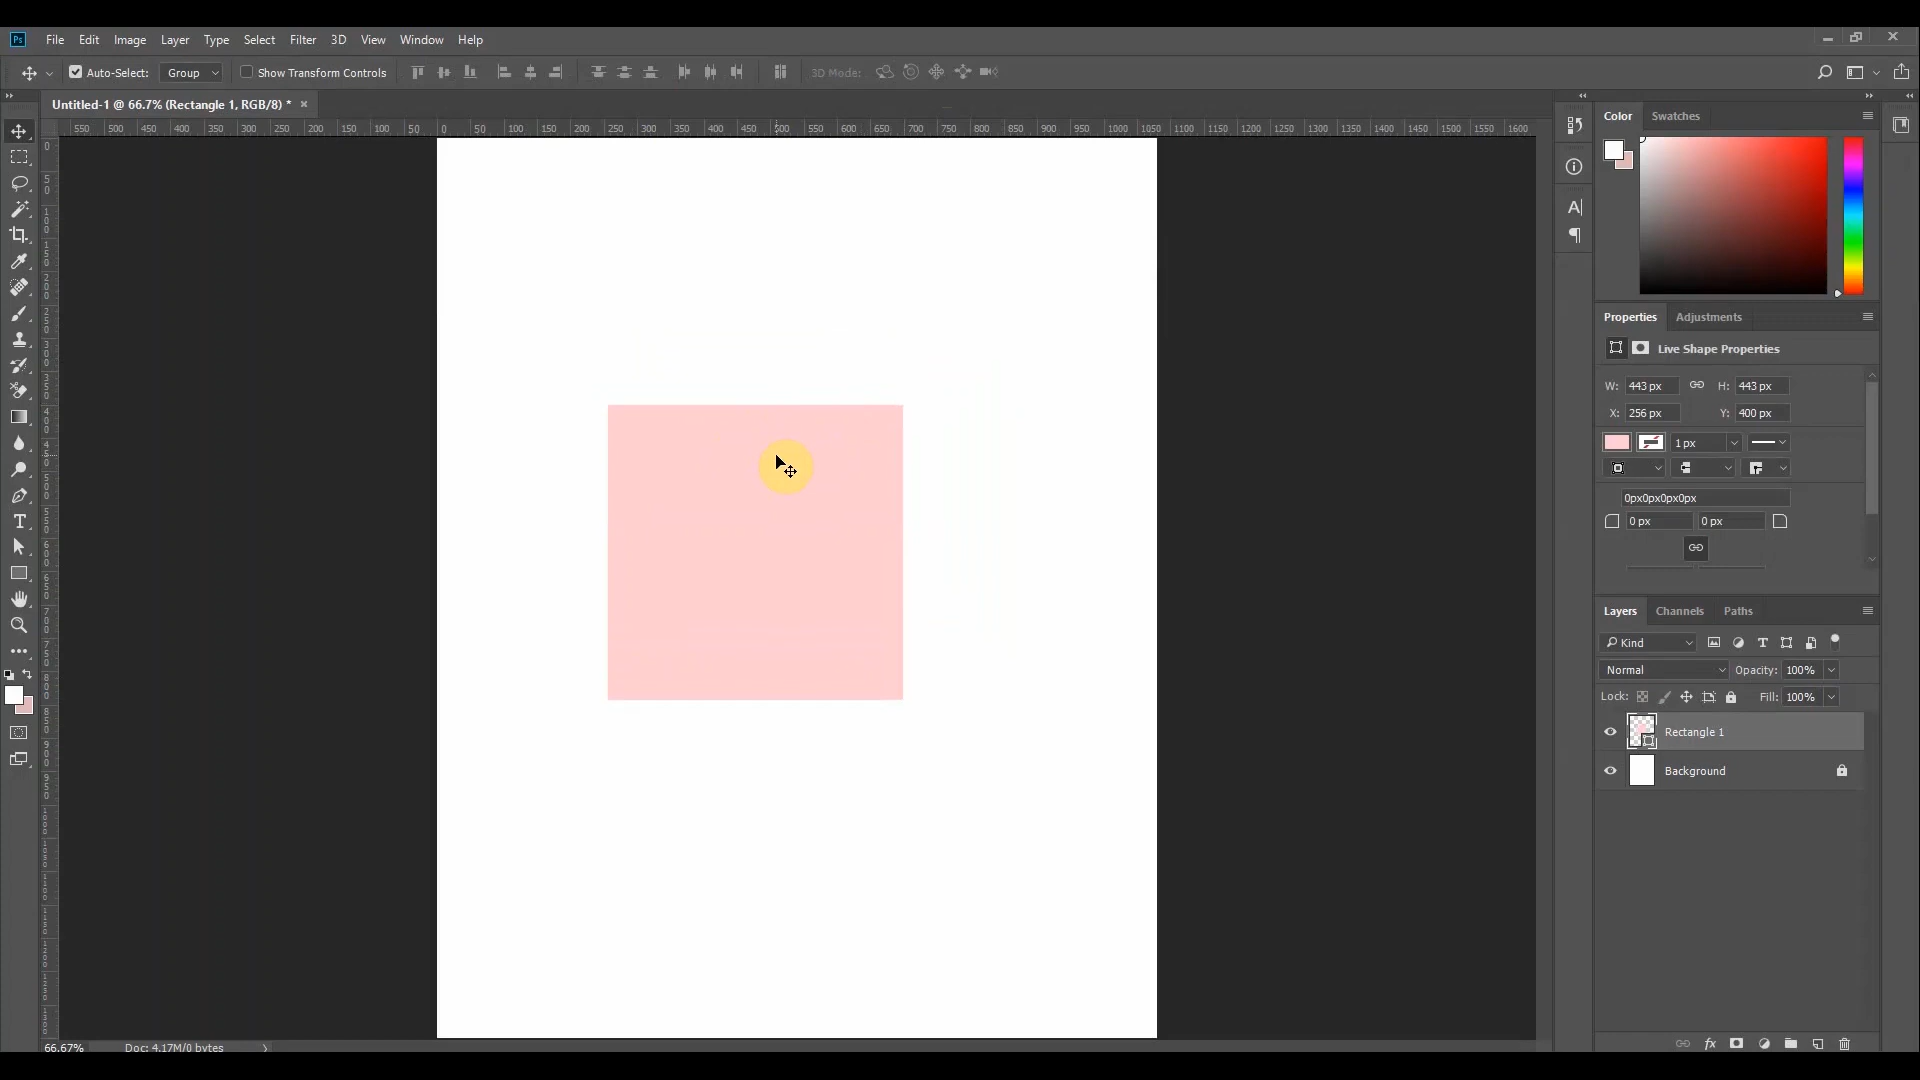 Ps File Edit Image Layer Type Select Filter 3D View Window Help
Auto-Select: Group Show Transform Controls 3D Mode:
Untitled-1 @ 66.7% (Rectangle 1, RGB/8) *
550 500 450 400 350 300 250 200 150 100 50 0 50 100 150 200 250 300 350 400 450 500 550 600 650 700 750 800 850 900 950 1000 1050 1100 1150 1200 1250 1300 1350 1400 1450 1500 1550 1600
Color Swatches
Properties Adjustments
Live Shape Properties
W: 443 px H: 443 px
X: 256 px Y: 400 px
1 px
0px0px0px0px
0 px 0 px
Layers Channels Paths
Kind
Normal Opacity: 100%
Lock: Fill: 100%
Rectangle 1
Background
66.67% Doc: 4.17M/0 bytes